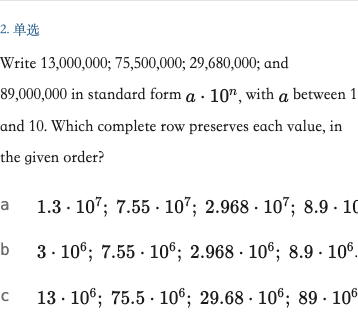 2. 单选
Write 13,000,000; 75,500,000; 29,680,000; and
89,000,000 in standard form a · 10ⁿ, with a between 1
and 10. Which complete row preserves each value, in
the given order?
a 1.3 · 10⁷; 7.55 · 10⁷; 2.968 · 10⁷; 8.9 · 10
b 3 · 10⁶; 7.55 · 10⁶; 2.968 · 10⁶; 8.9 · 10⁶.
c 13 · 10⁶; 75.5 · 10⁶; 29.68 · 10⁶; 89 · 10⁶